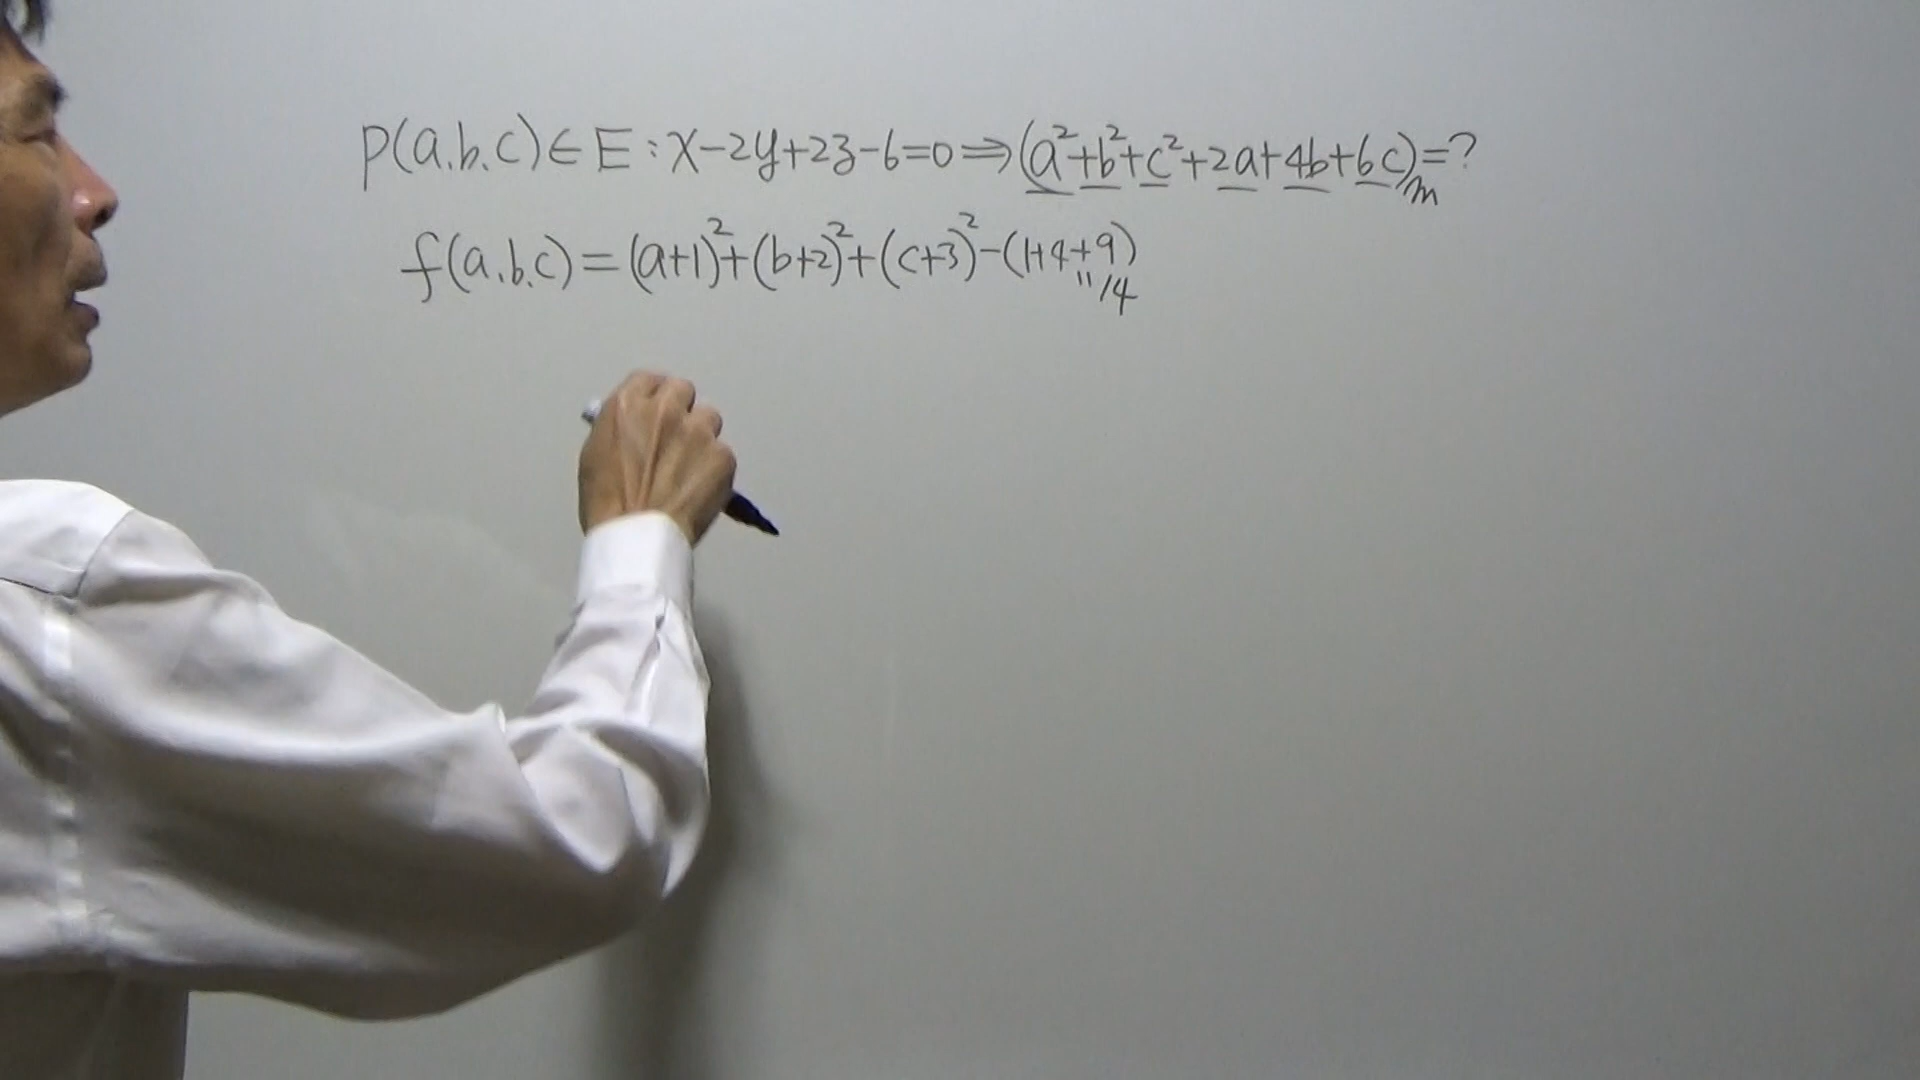 P(a.b.c)∈E:x-2y+2z-6=0⇒(a²+b²+c²+2a+4b+6c)m=?
f(a.b.c)=(a+1)²+(b+2)²+(c+3)²-(1+4+9)
"14